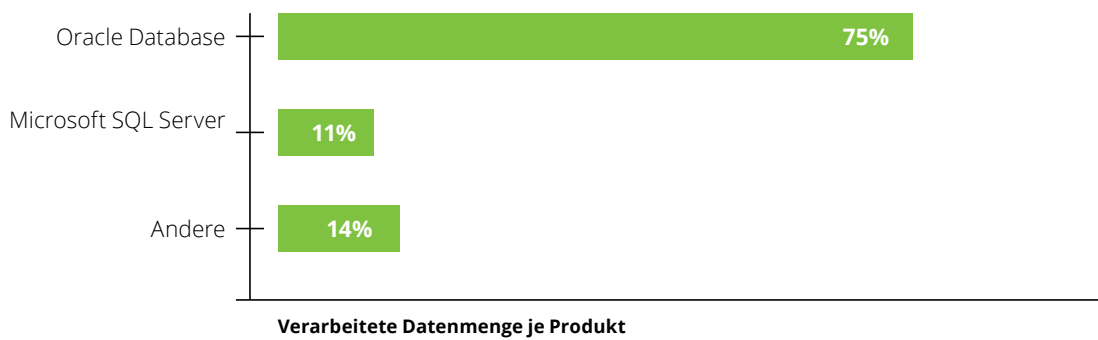 Oracle Database
75%
Microsoft SQL Server
11%
Andere
14%
Verarbeitete Datenmenge je Produkt